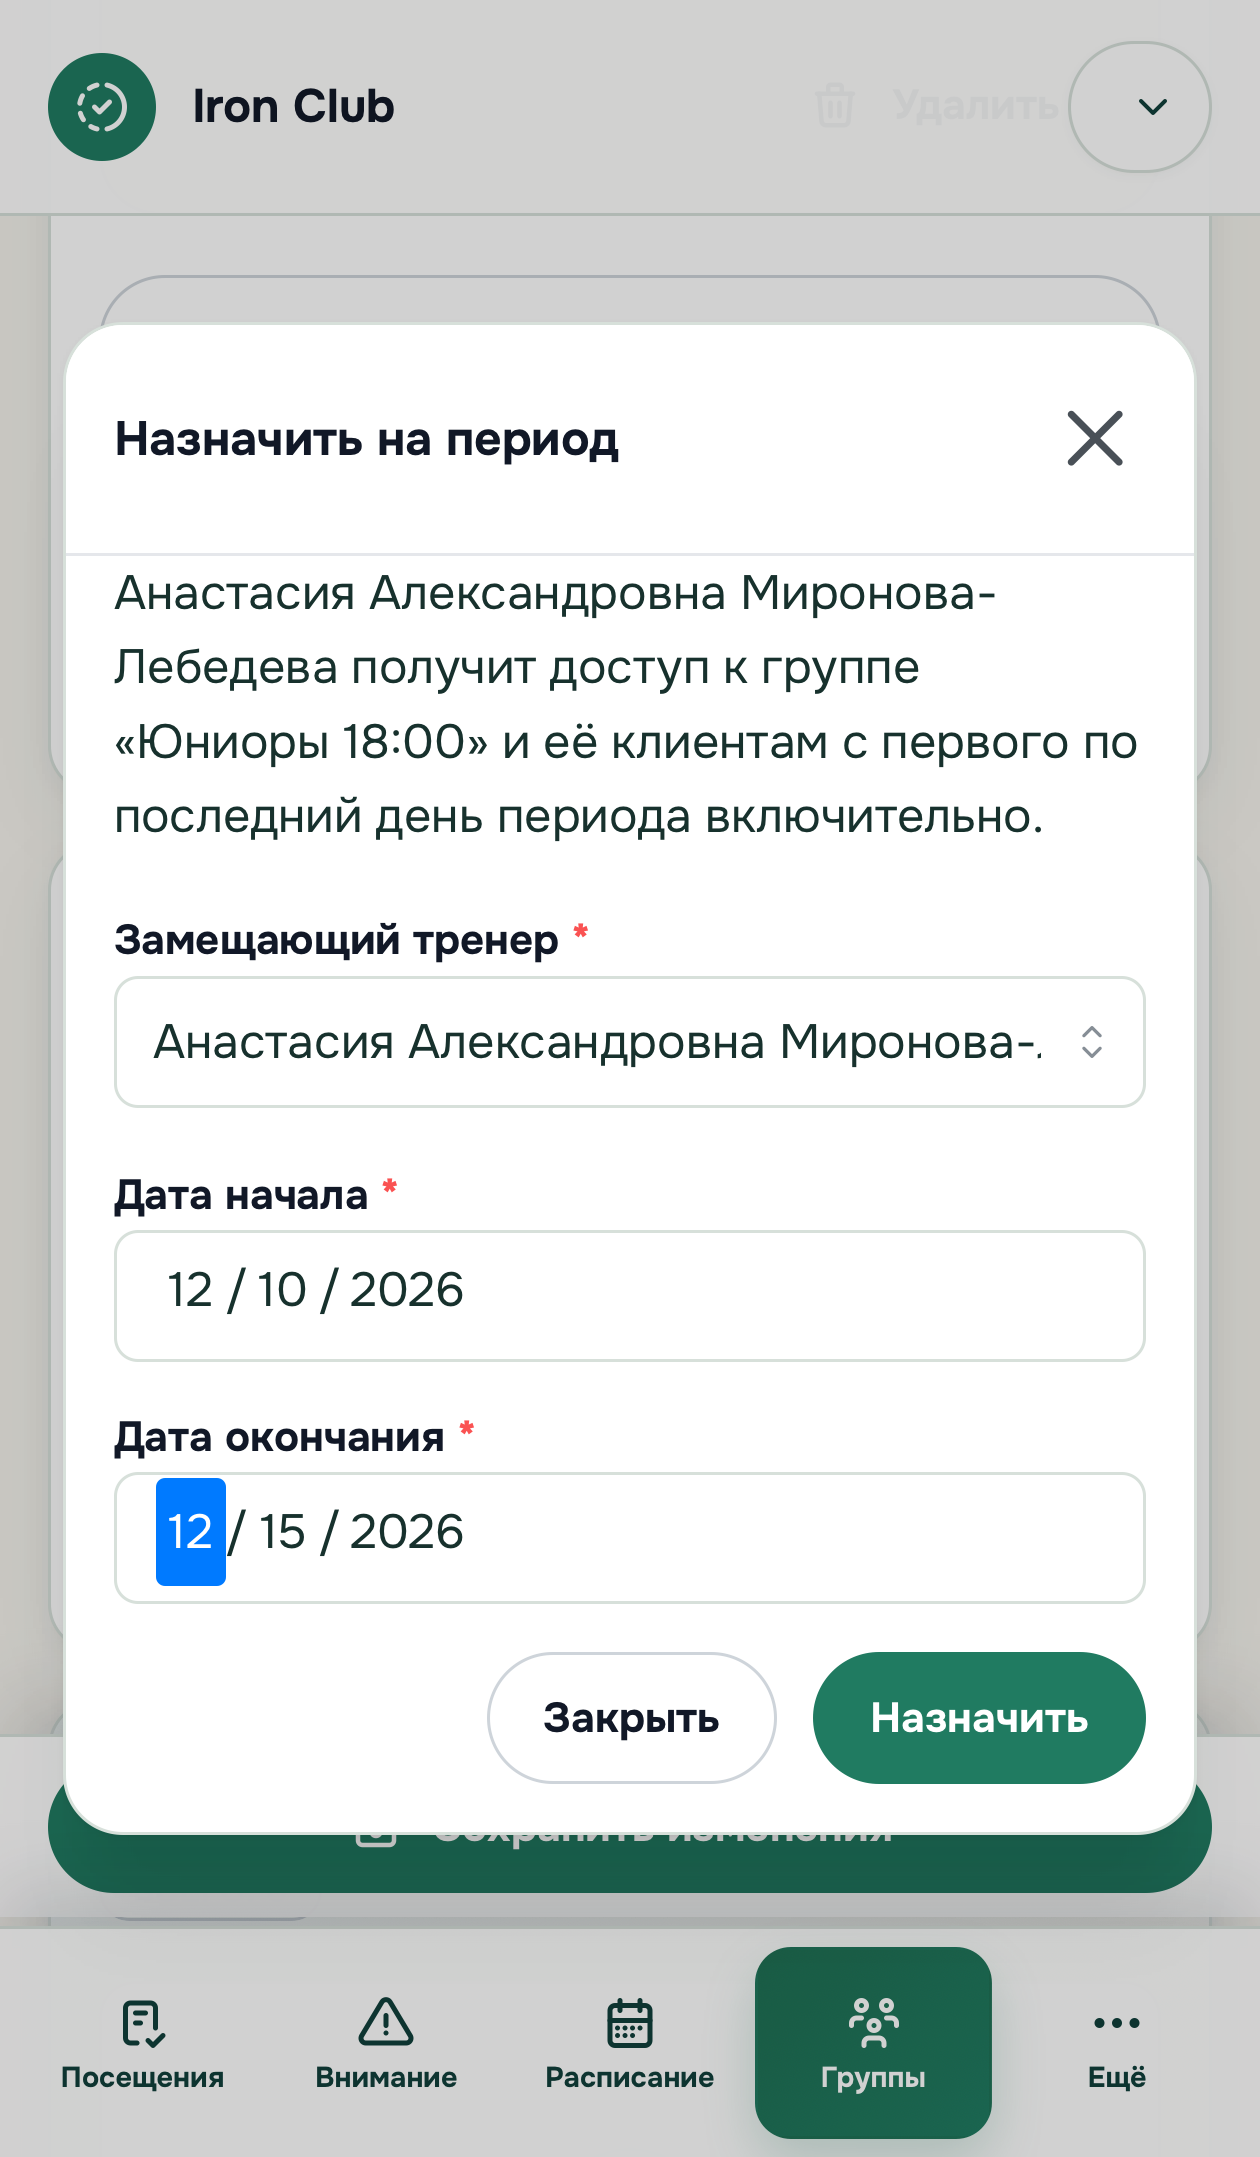 Iron Club
Удалить
Назначить на период
Анастасия Александровна Миронова-
Лебедева получит доступ к группе
«Юниоры 18:00» и её клиентам с первого по
последний день периода включительно.
Замещающий тренер *
Анастасия Александровна Миронова-
Дата начала *
12 / 10 / 2026
Дата окончания *
12 / 15 / 2026
Закрыть
Назначить
Сохранить изменения
Посещения
Внимание
Расписание
Группы
Ещё